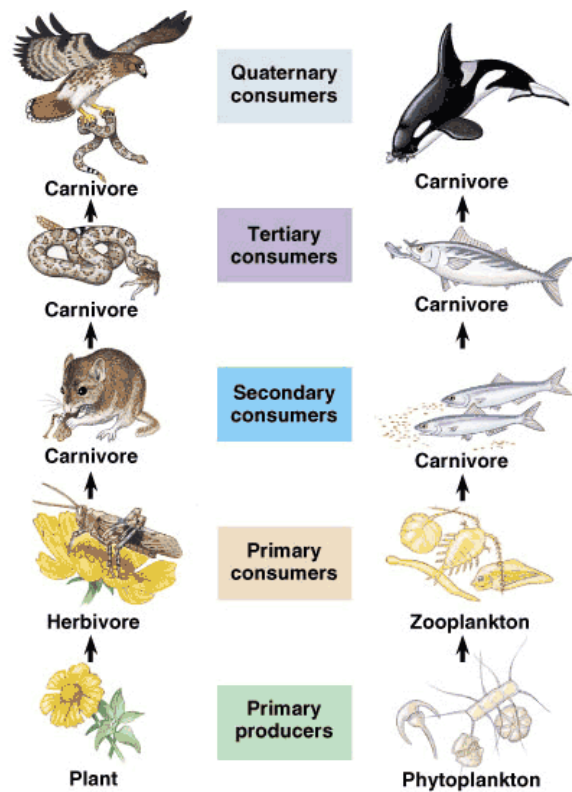 Quaternary
consumers
Carnivore
Carnivore
Tertiary
consumers
Carnivore
Carnivore
Secondary
consumers
Carnivore
Carnivore
Primary
consumers
Herbivore
Zooplankton
Primary
producers
Plant
Phytoplankton